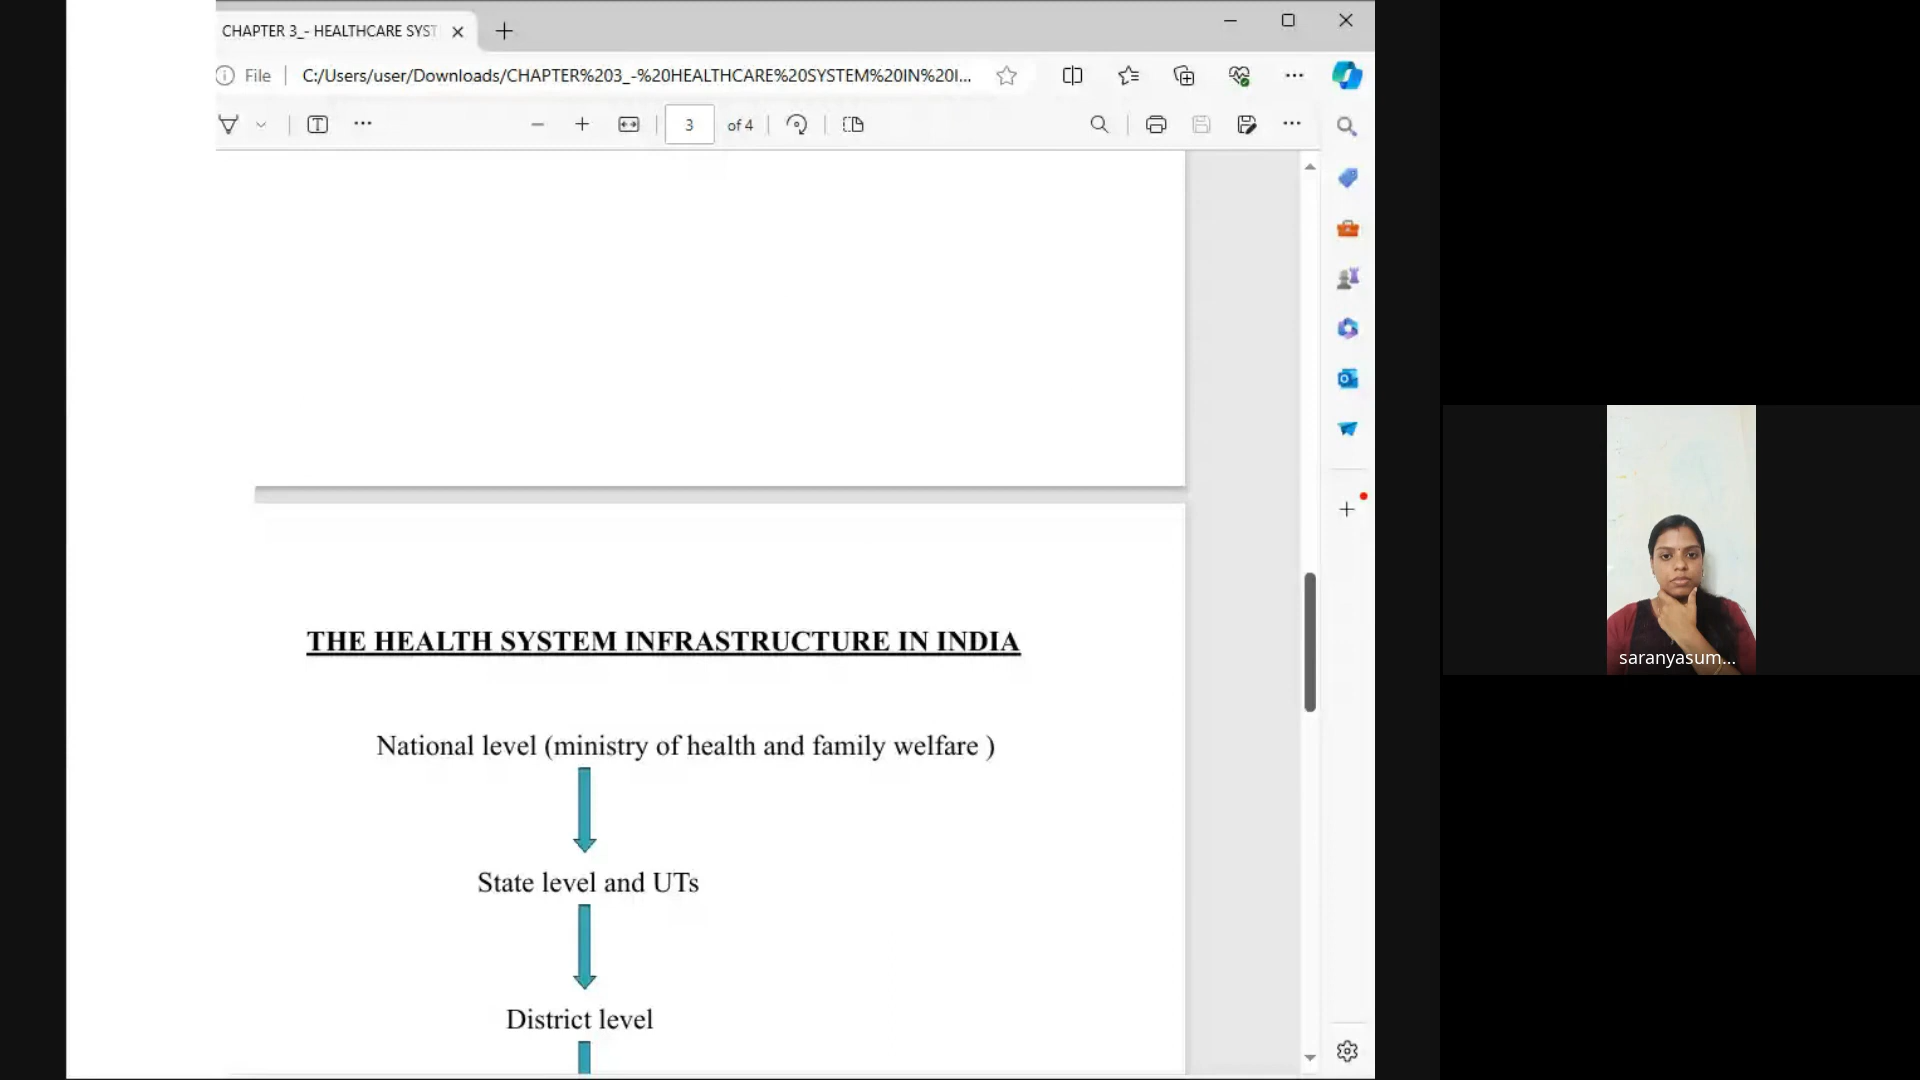 CHAPTER 3_- HEALTHCARE SYST
File
C:/Users/user/Downloads/CHAPTER%203_-%20HEALTHCARE%20SYSTEM%20IN%20I...
3 of 4
THE HEALTH SYSTEM INFRASTRUCTURE IN INDIA
National level (ministry of health and family welfare )
State level and UTs
District level
saranyasum...